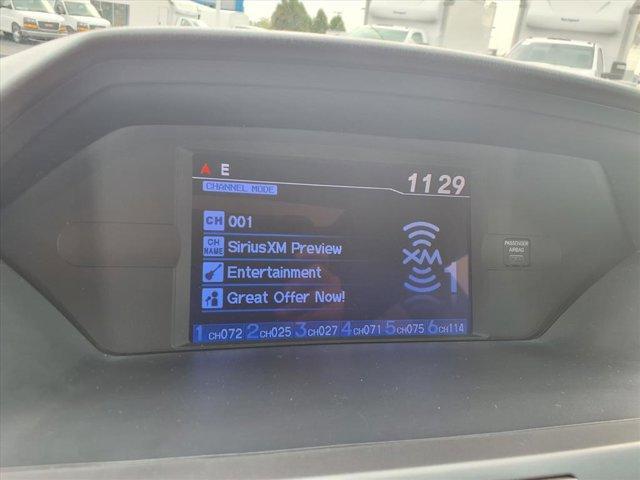 E
1129
CHANNEL MODE
CH 001
CH NAME SiriusXM Preview
Entertainment
Great Offer Now!
XM 1
1 CH072 2 CH025 3 CH027 4 CH071 5 CH075 6 CH114
PASSENGER
AIRBAG